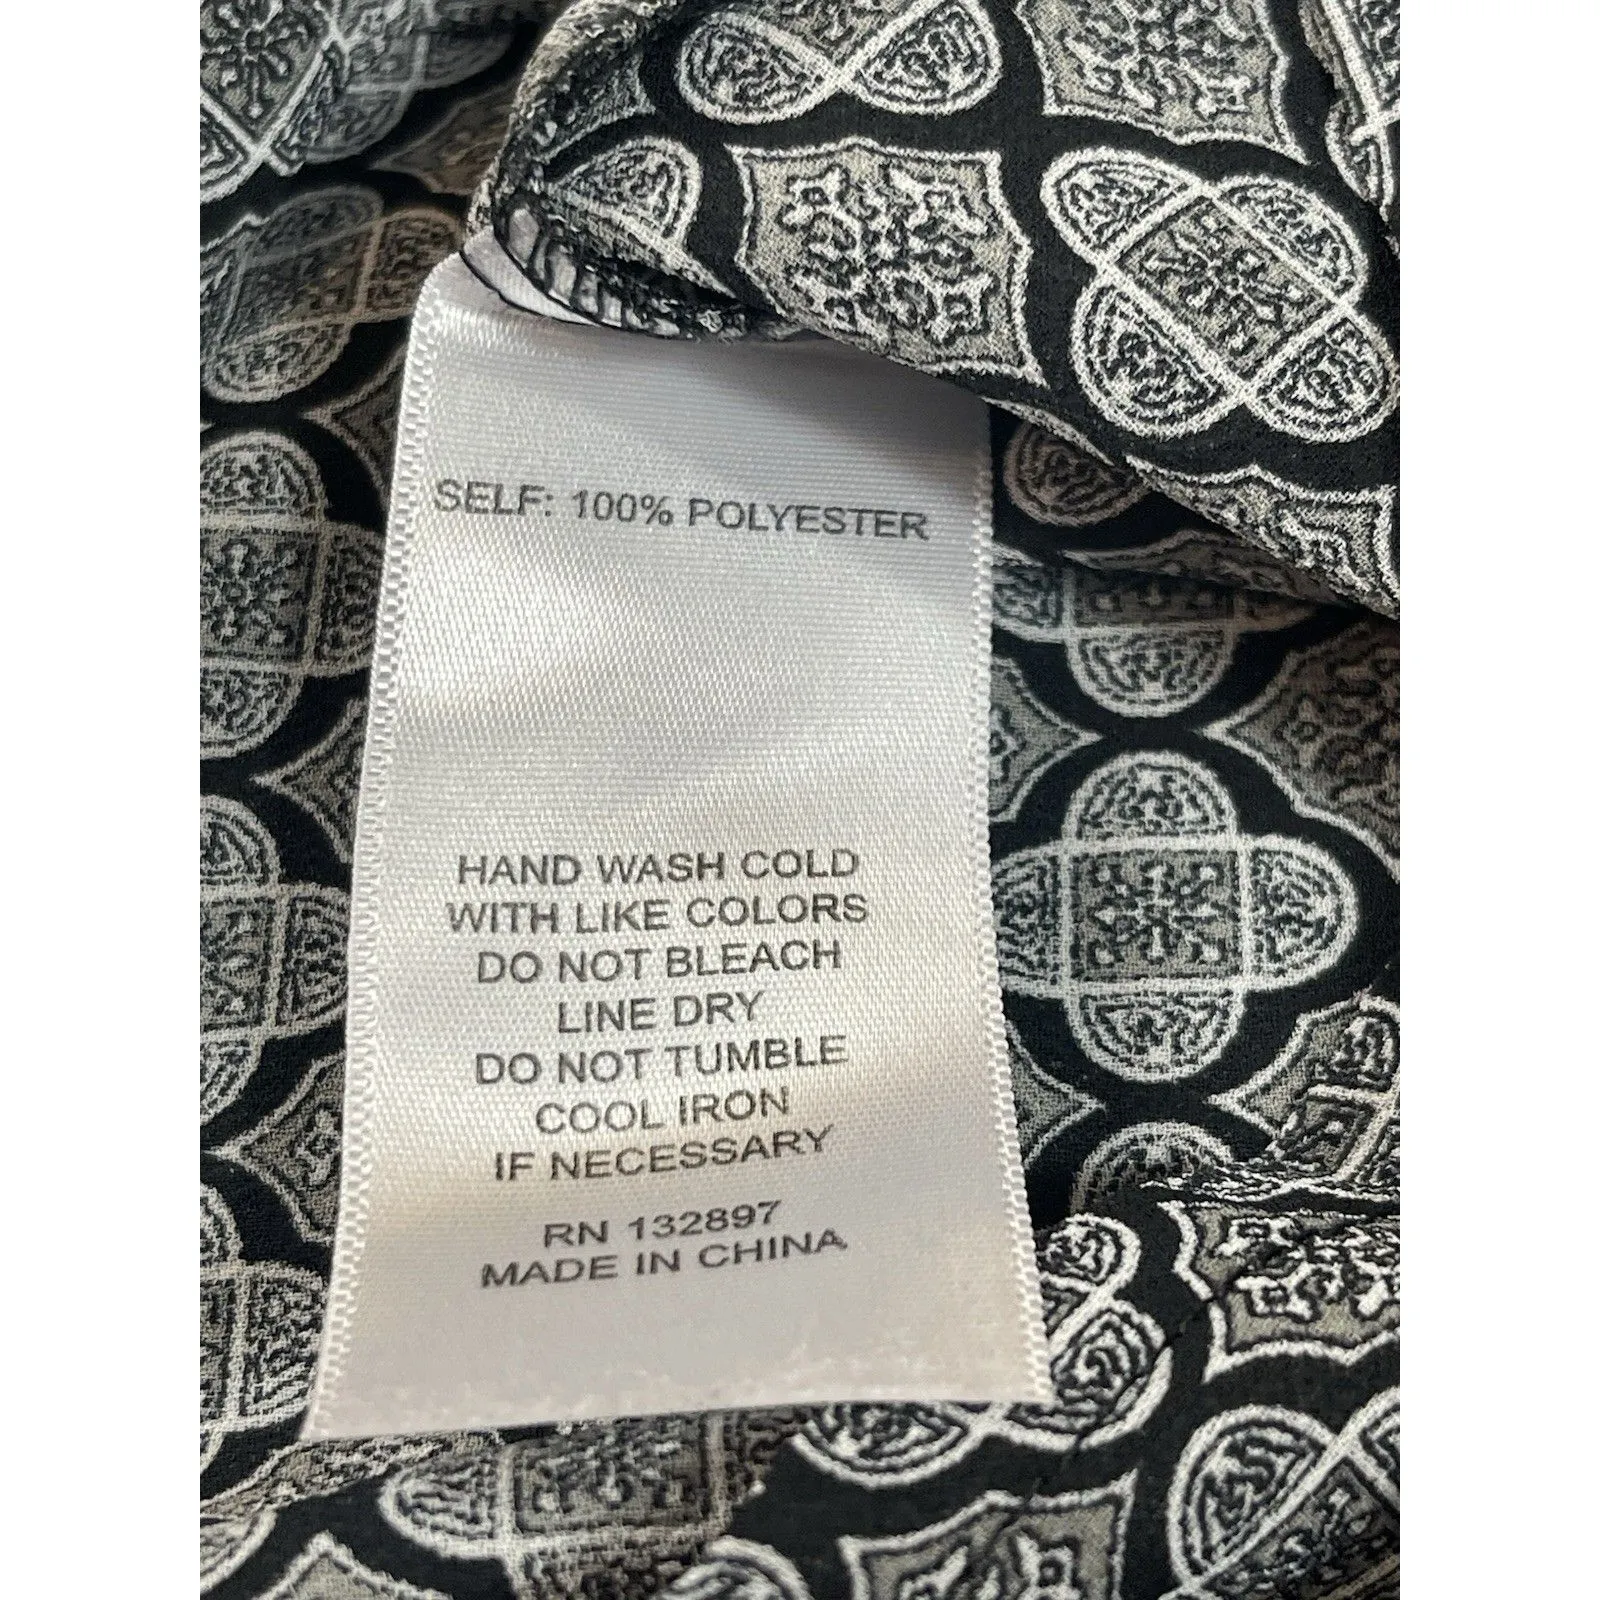 SELF: 100% POLYESTER
HAND WASH COLD
WITH LIKE COLORS
DO NOT BLEACH
LINE DRY
DO NOT TUMBLE
COOL IRON
IF NECESSARY
RN 132897
MADE IN CHINA